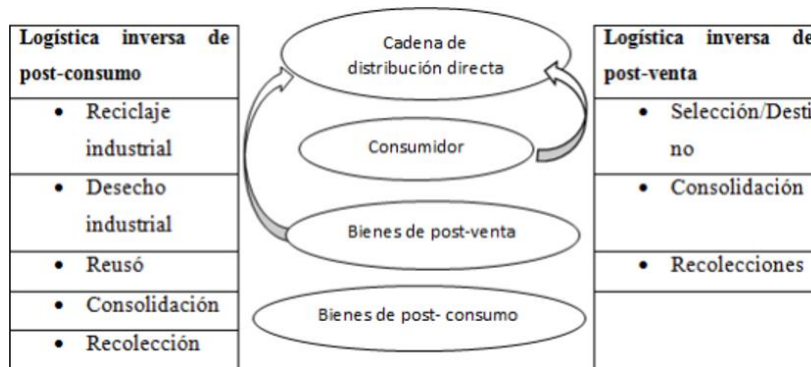 Logística inversa de
post-consumo
• Reciclaje
industrial
• Desecho
industrial
• Reusó
• Consolidación
• Recolección
Cadena de
distribución directa
Consumidor
Bienes de post-venta
Bienes de post- consumo
Logística inversa de
post-venta
• Selección/Desti
no
• Consolidación
• Recolecciones